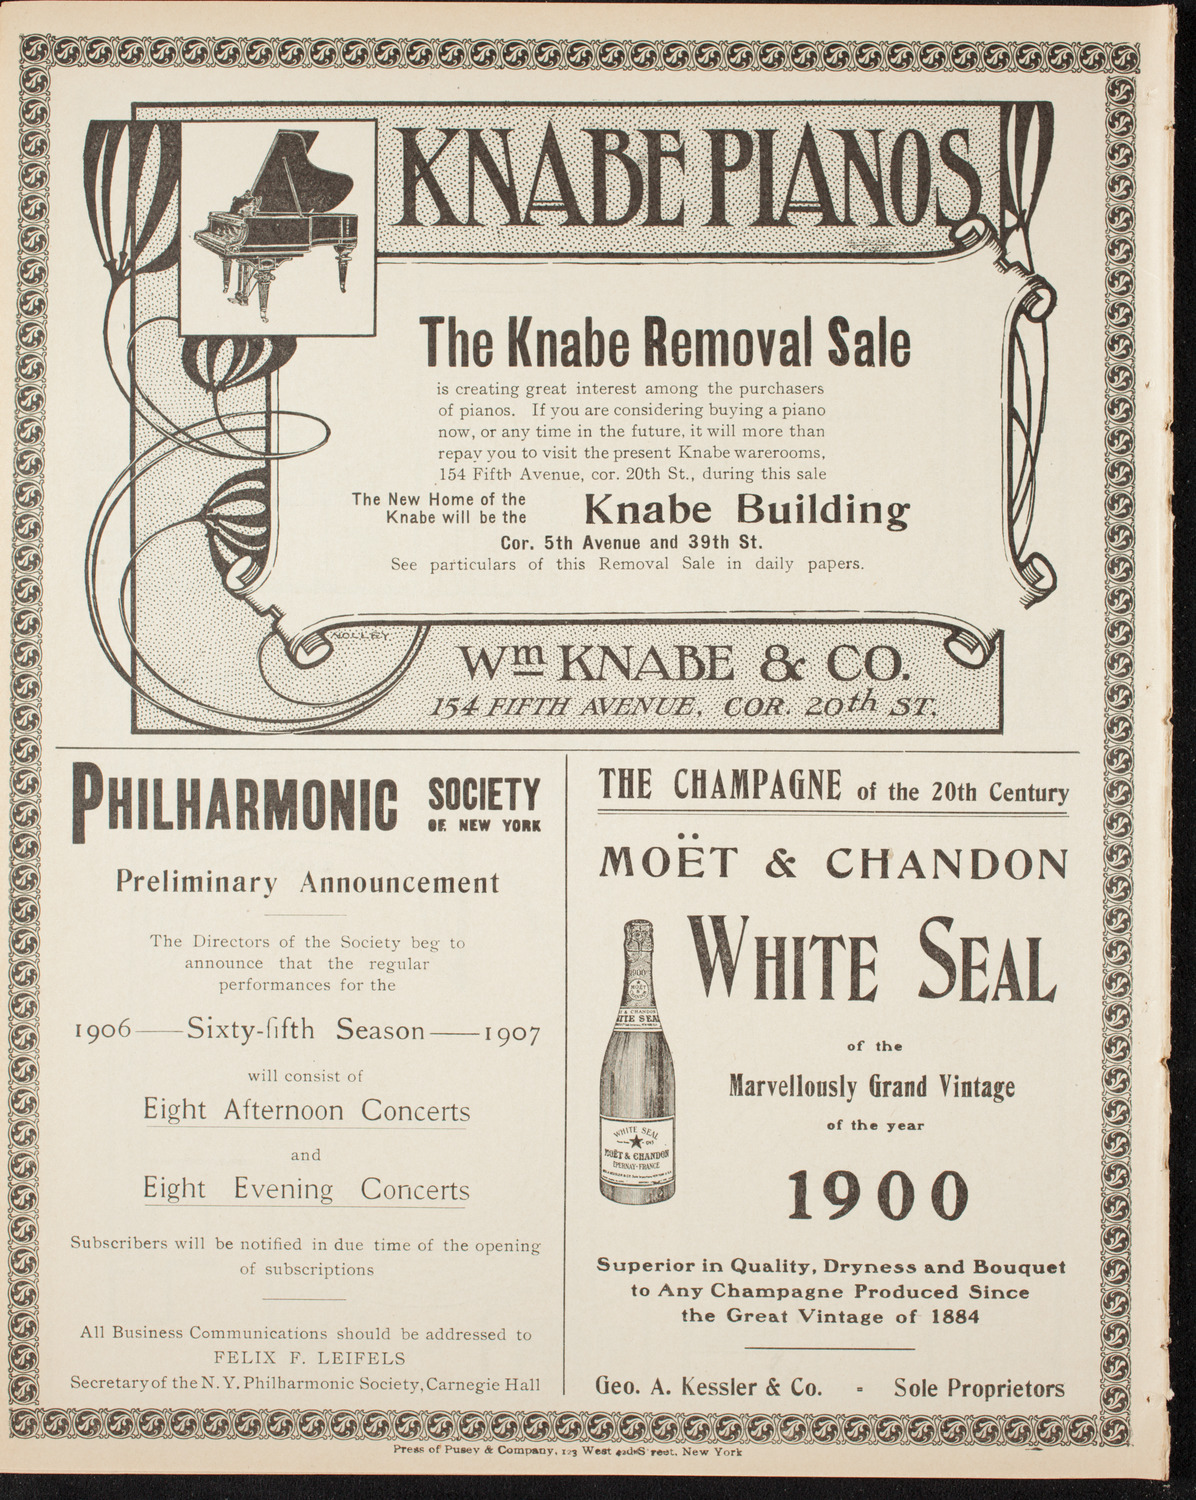 KNABE PIANOS
The Knabe Removal Sale
is creating great interest among the purchasers
of pianos. If you are considering buying a piano
now, or any time in the future, it will more than
repay you to visit the present Knabe warerooms,
154 Fifth Avenue, cor. 20th St., during this sale
The New Home of the
Knabe will be the
Knabe Building
Cor. 5th Avenue and 39th St.
See particulars of this Removal Sale in daily papers.
NOLLEY
Wm KNABE & CO.
154 FIFTH AVENUE, COR. 20th ST.
PHILHARMONIC SOCIETY
OF NEW YORK
Preliminary Announcement
The Directors of the Society beg to
announce that the regular
performances for the
1906——Sixty-fifth Season——1907
will consist of
Eight Afternoon Concerts
and
Eight Evening Concerts
Subscribers will be notified in due time of the opening
of subscriptions
All Business Communications should be addressed to
FELIX F. LEIFELS
Secretary of the N. Y. Philharmonic Society, Carnegie Hall
THE CHAMPAGNE of the 20th Century
MOËT & CHANDON
WHITE SEAL
1900
WHITE SEAL
MOËT & CHANDON
EPERNAY-FRANCE
of the
Marvellously Grand Vintage
of the year
1900
Superior in Quality, Dryness and Bouquet
to Any Champagne Produced Since
the Great Vintage of 1884
Geo. A. Kessler & Co. - Sole Proprietors
Press of Pusey & Company, 123 West New York